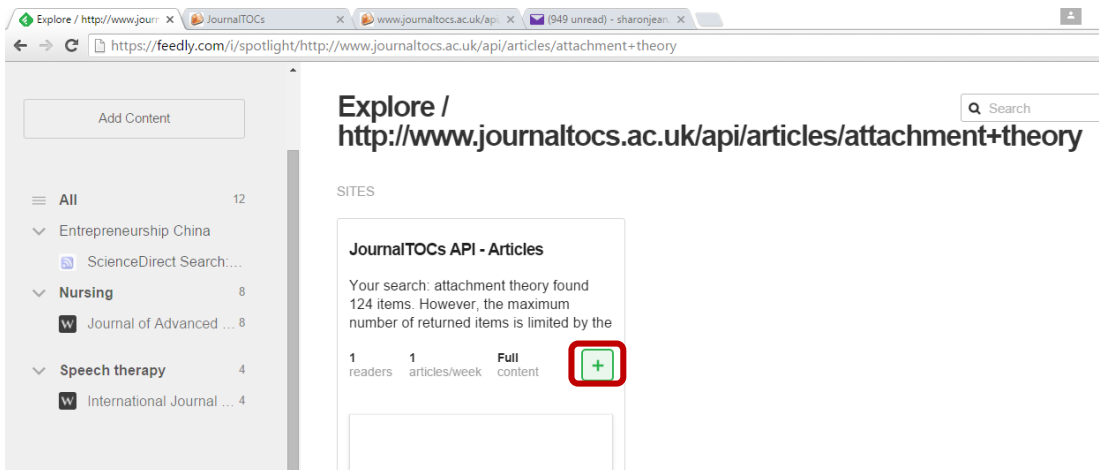 Explore / http://www.journ
JournalTOCs
www.journaltocs.ac.uk/api
(949 unread) - sharonjean.
https://feedly.com/i/spotlight/http://www.journaltocs.ac.uk/api/articles/attachment+theory
Add Content
All 12
Entrepreneurship China
ScienceDirect Search:...
Nursing 8
Journal of Advanced ... 8
Speech therapy 4
International Journal ... 4
Explore /
http://www.journaltocs.ac.uk/api/articles/attachment+theory
Search
SITES
JournalTOCs API - Articles
Your search: attachment theory found
124 items. However, the maximum
number of returned items is limited by the
1 1 Full
readers articles/week content
+